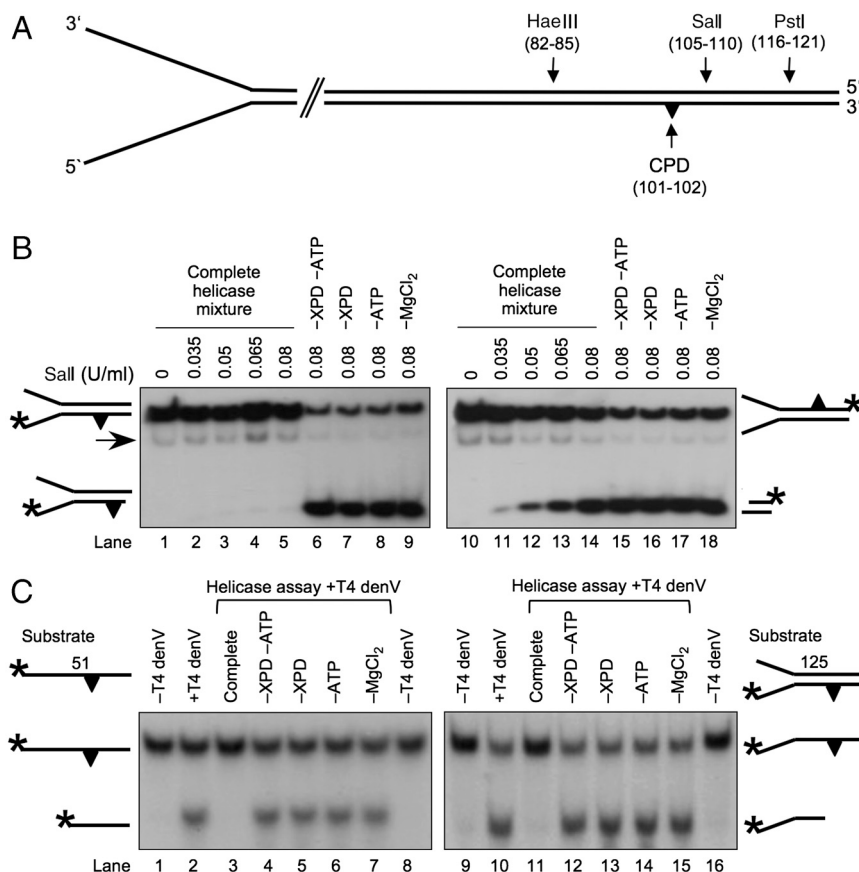 A
3‘
5‘
HaeIII
(82-85)
SalI
(105-110)
PstI
(116-121)
5‘
3‘
CPD
(101-102)
B
Complete
helicase
mixture
–XPD –ATP
–XPD
–ATP
–MgCl2
Complete
helicase
mixture
–XPD –ATP
–XPD
–ATP
–MgCl2
SalI (U/ml)
0 0.035 0.05 0.065 0.08 0.08 0.08 0.08 0.08
0 0.035 0.05 0.065 0.08 0.08 0.08 0.08 0.08
*
*
*
*
Lane 1 2 3 4 5 6 7 8 9
10 11 12 13 14 15 16 17 18
C
Helicase assay +T4 denV
Helicase assay +T4 denV
Substrate
51
–T4 denV
+T4 denV
Complete
–XPD –ATP
–XPD
–ATP
–MgCl2
–T4 denV
–T4 denV
+T4 denV
Complete
–XPD –ATP
–XPD
–ATP
–MgCl2
–T4 denV
Substrate
125
*
*
*
*
*
*
Lane 1 2 3 4 5 6 7 8
9 10 11 12 13 14 15 16